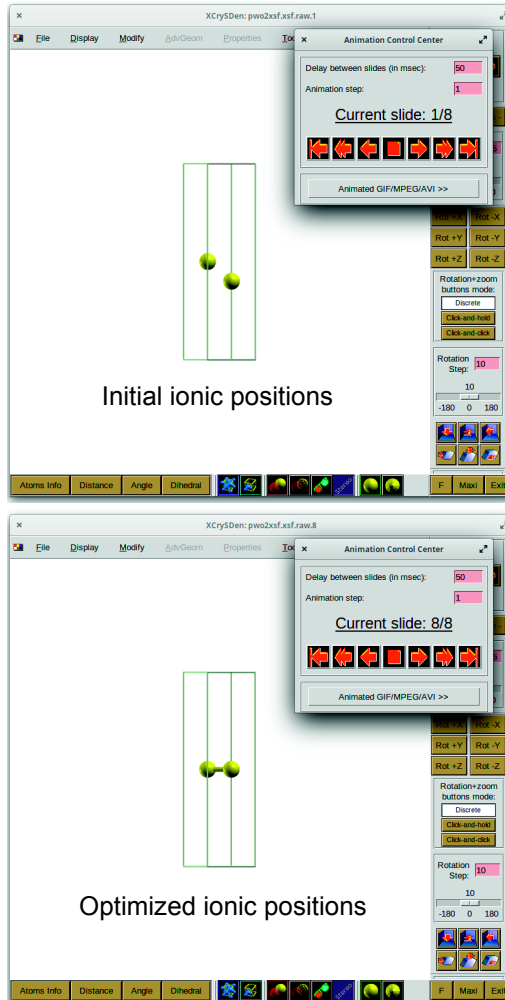 XCrySDen: pwo2xsf.xsf.raw.1
File Display Modify AdvGeom Properties
Animation Control Center
Delay between slides (in msec): 50
Animation step: 1
Current slide: 1/8
Animated GIF/MPEG/AVI >>
Rot +X Rot -X
Rot +Y Rot -Y
Rot +Z Rot -Z
Rotation+zoom
buttons mode:
Discrete
Click-and-hold
Click-and-click
Rotation
Step: 10
10
-180 0 180
Initial ionic positions
Atoms Info Distance Angle Dihedral Stereo F Maxi Exit
XCrySDen: pwo2xsf.xsf.raw.8
File Display Modify AdvGeom Properties
Animation Control Center
Delay between slides (in msec): 50
Animation step: 1
Current slide: 8/8
Animated GIF/MPEG/AVI >>
Rot +X Rot -X
Rot +Y Rot -Y
Rot +Z Rot -Z
Rotation+zoom
buttons mode:
Discrete
Click-and-hold
Click-and-click
Rotation
Step: 10
10
-180 0 180
Optimized ionic positions
Atoms Info Distance Angle Dihedral Stereo F Maxi Exit